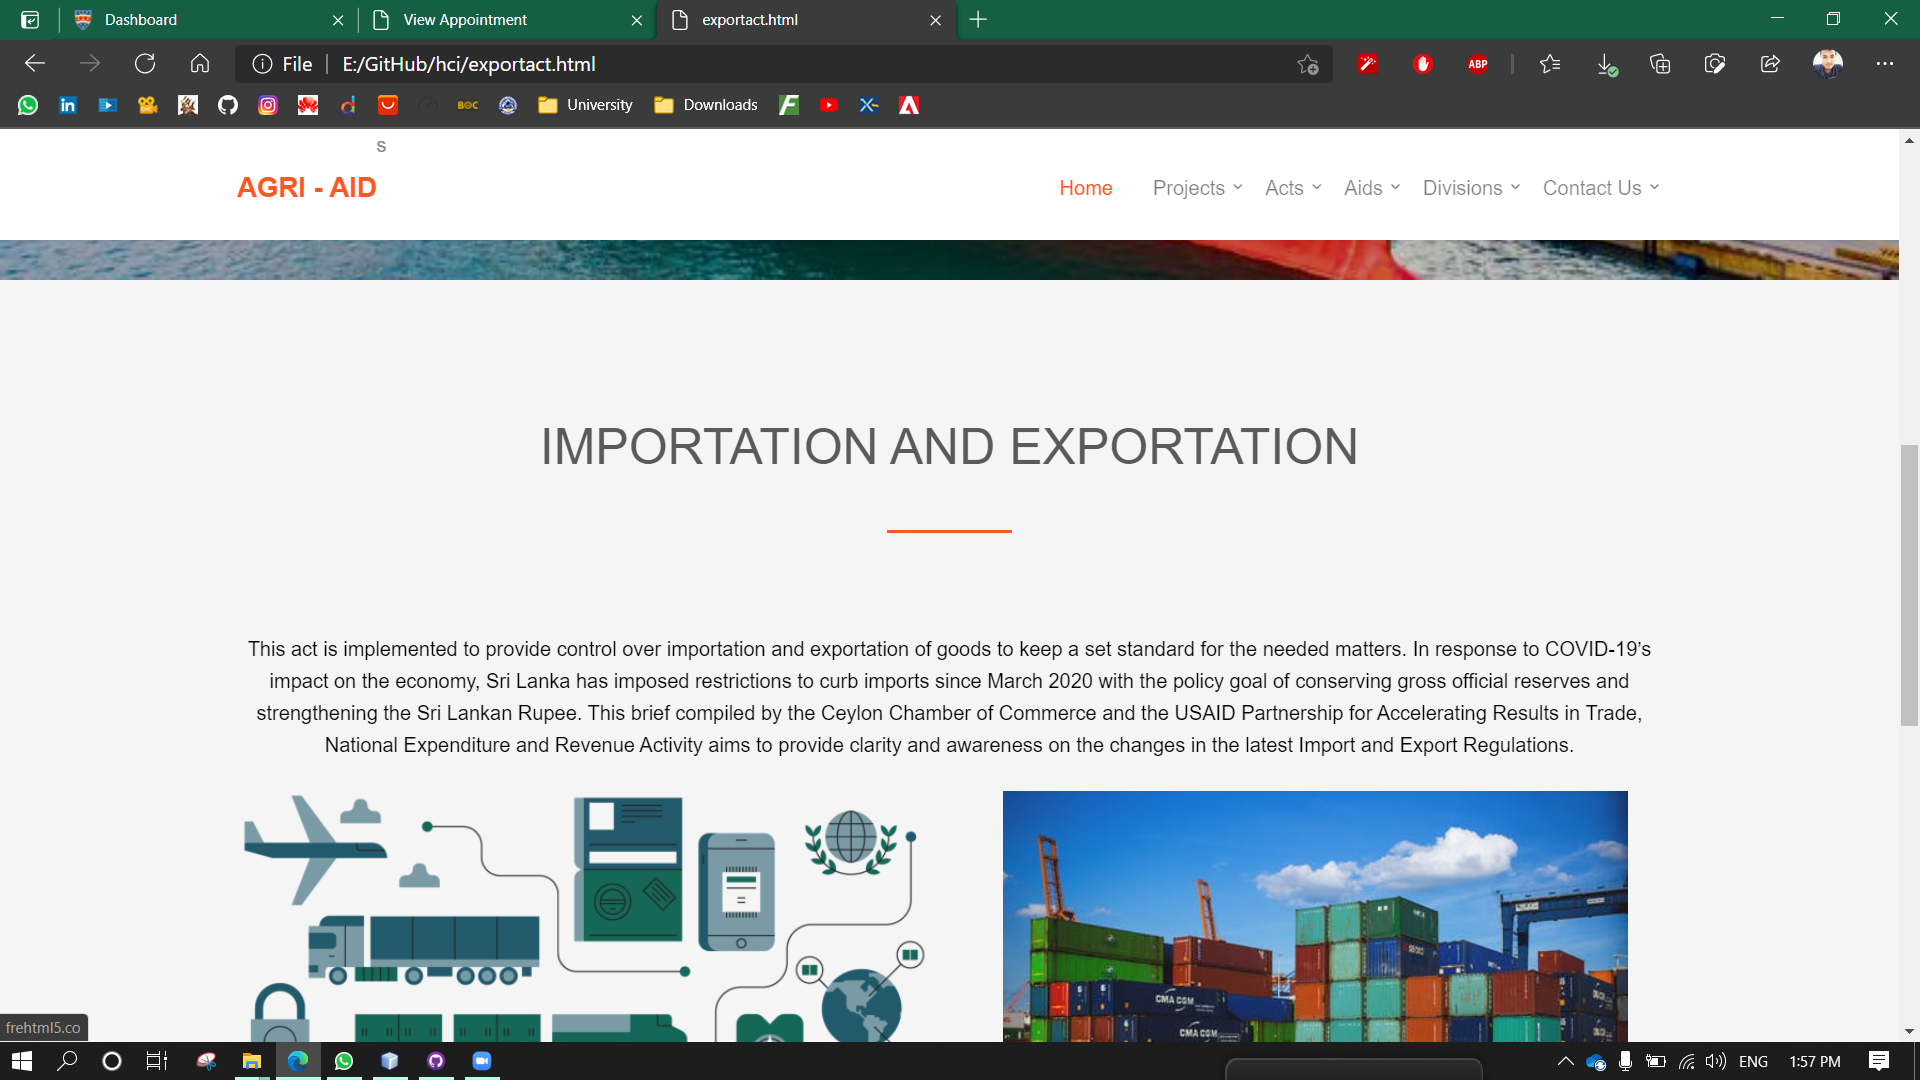 Dashboard
View Appointment
exportact.html
File
E:/GitHub/hci/exportact.html
ABP
BOC
University
Downloads
s
AGRI - AID
Home
Projects
Acts
Aids
Divisions
Contact Us
IMPORTATION AND EXPORTATION
This act is implemented to provide control over importation and exportation of goods to keep a set standard for the needed matters. In response to COVID-19’s
impact on the economy, Sri Lanka has imposed restrictions to curb imports since March 2020 with the policy goal of conserving gross official reserves and
strengthening the Sri Lankan Rupee. This brief compiled by the Ceylon Chamber of Commerce and the USAID Partnership for Accelerating Results in Trade,
National Expenditure and Revenue Activity aims to provide clarity and awareness on the changes in the latest Import and Export Regulations.
CMA CGM
CMA CGM
frehtml5.co
ENG
1:57 PM